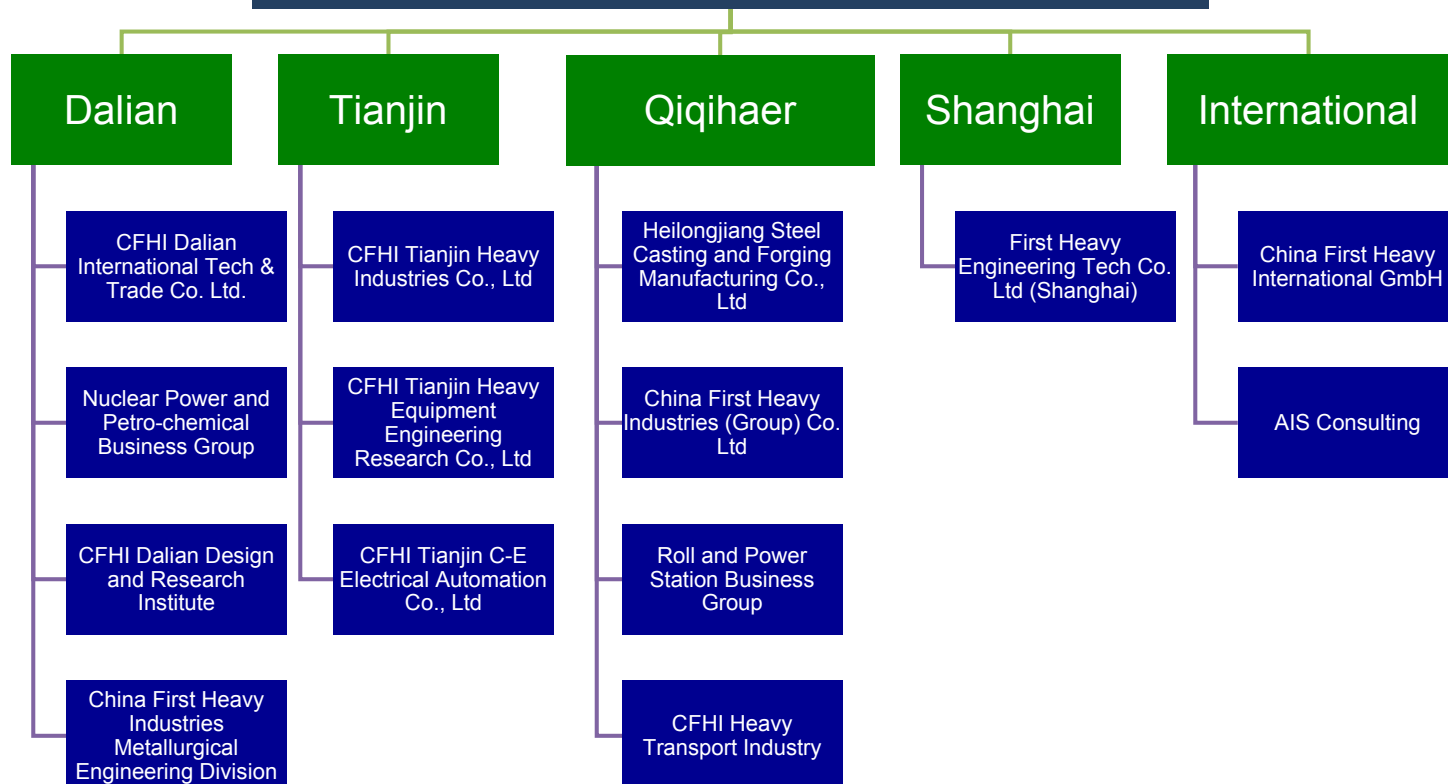 Dalian
Tianjin
Qiqihaer
Shanghai
International
CFHI Dalian
International Tech &
Trade Co. Ltd.
Nuclear Power and
Petro-chemical
Business Group
CFHI Dalian Design
and Research
Institute
China First Heavy
Industries
Metallurgical
Engineering Division
CFHI Tianjin Heavy
Industries Co., Ltd
CFHI Tianjin Heavy
Equipment
Engineering
Research Co., Ltd
CFHI Tianjin C-E
Electrical Automation
Co., Ltd
Heilongjiang Steel
Casting and Forging
Manufacturing Co.,
Ltd
China First Heavy
Industries (Group) Co.
Ltd
Roll and Power
Station Business
Group
CFHI Heavy
Transport Industry
First Heavy
Engineering Tech Co.
Ltd (Shanghai)
China First Heavy
International GmbH
AIS Consulting